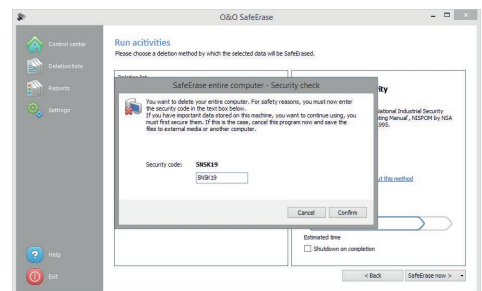 O&O SafeErase
Control center
Deletion lists
Reports
Settings
Help
Exit
Run acitivities
Please choose a deletion method by which the selected data will be SafeErased.
SafeErase entire computer - Security check
You want to delete your entire computer. For safety reasons, you must now enter
the security code in the text box below.
If you have important data stored on this machine, you want to continue using, you
must first secure them. If this is the case, cancel this program now and save the
files to external media or another computer.
Security code: 5NSK19
5NSK19
Cancel Confirm
ational Industrial Security
ting Manual', NISPOM by NSA
995.
ut this method
Estimated time
Shutdown on completion
< Back SafeErase now >